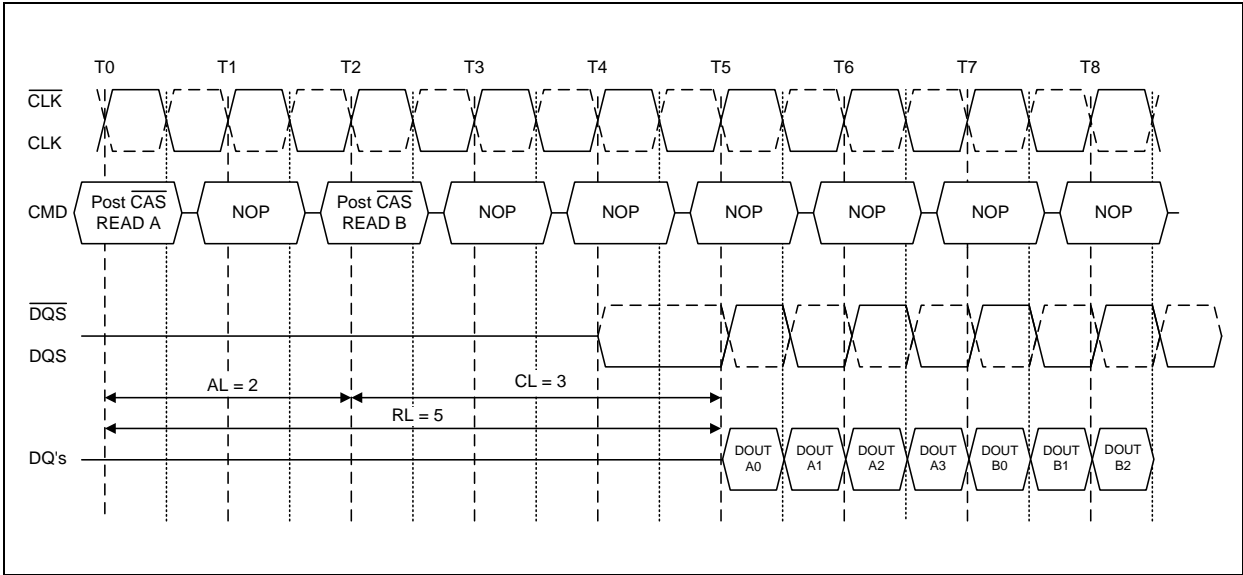 T0 T1 T2 T3 T4 T5 T6 T7 T8
CLK
CLK
CMD
Post CAS
READ A
NOP
Post CAS
READ B
NOP
NOP
NOP
NOP
NOP
NOP
DQS
DQS
AL = 2
CL = 3
RL = 5
DQ's
DOUT
A0
DOUT
A1
DOUT
A2
DOUT
A3
DOUT
B0
DOUT
B1
DOUT
B2